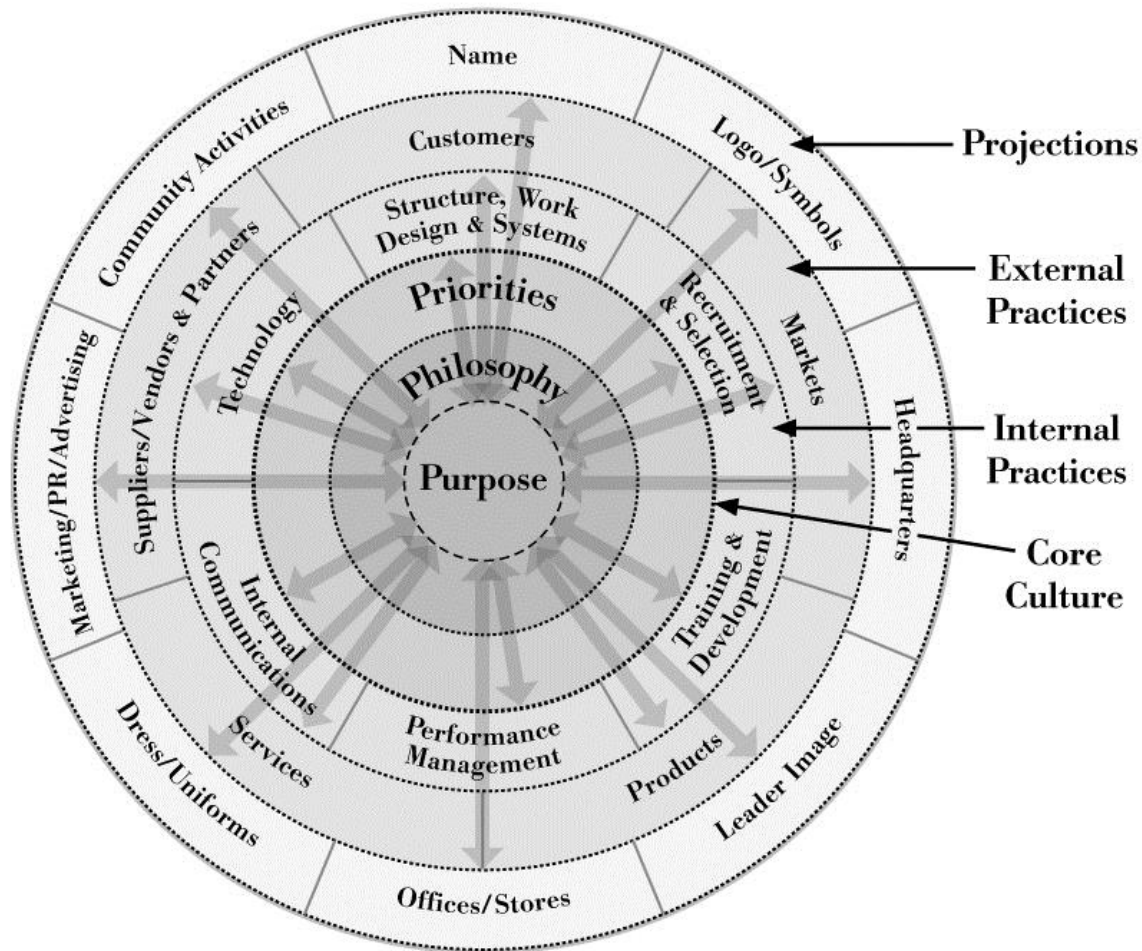 Name
Logo/Symbols
Headquarters
Leader Image
Offices/Stores
Dress/Uniforms
Marketing/PR/Advertising
Community Activities
Customers
Markets
Products
Services
Suppliers/Vendors & Partners
Structure, Work
Design & Systems
Recruitment
& Selection
Training &
Development
Performance
Management
Internal
Communications
Technology
Priorities
Philosophy
Purpose
Projections
External
Practices
Internal
Practices
Core
Culture